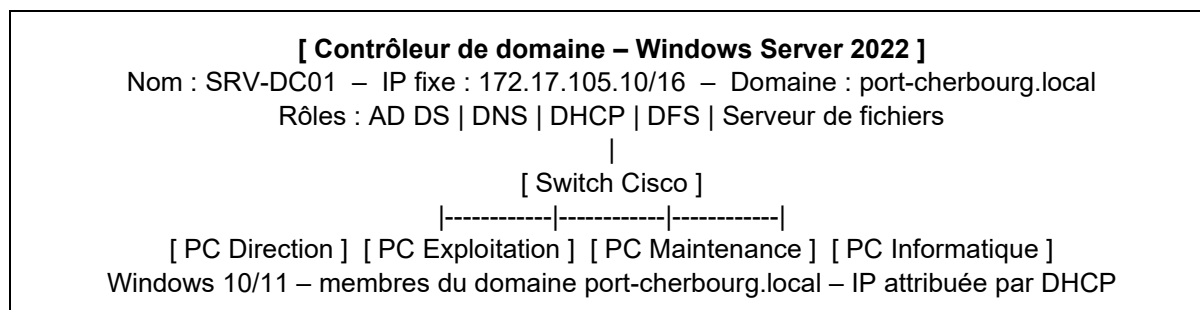 [ Contrôleur de domaine – Windows Server 2022 ]
Nom : SRV-DC01 – IP fixe : 172.17.105.10/16 – Domaine : port-cherbourg.local
Rôles : AD DS | DNS | DHCP | DFS | Serveur de fichiers
|
[ Switch Cisco ]
|------------|------------|------------|
[ PC Direction ] [ PC Exploitation ] [ PC Maintenance ] [ PC Informatique ]
Windows 10/11 – membres du domaine port-cherbourg.local – IP attribuée par DHCP